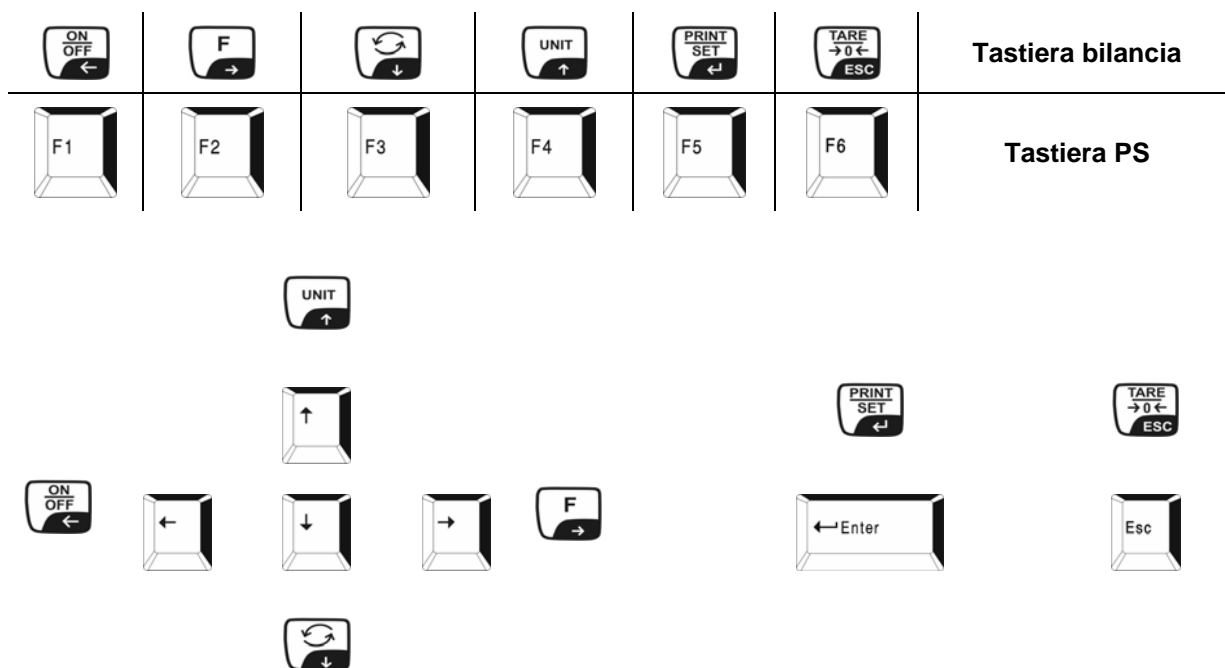 ON
OFF
←
F
→
↓
UNIT
↑
PRINT
SET
↵
TARE
→0←
ESC
Tastiera bilancia
F1
F2
F3
F4
F5
F6
Tastiera PS
UNIT
↑
↑
PRINT
SET
↵
TARE
→0←
ESC
ON
OFF
←
←
↓
→
F
→
↵Enter
Esc
↓